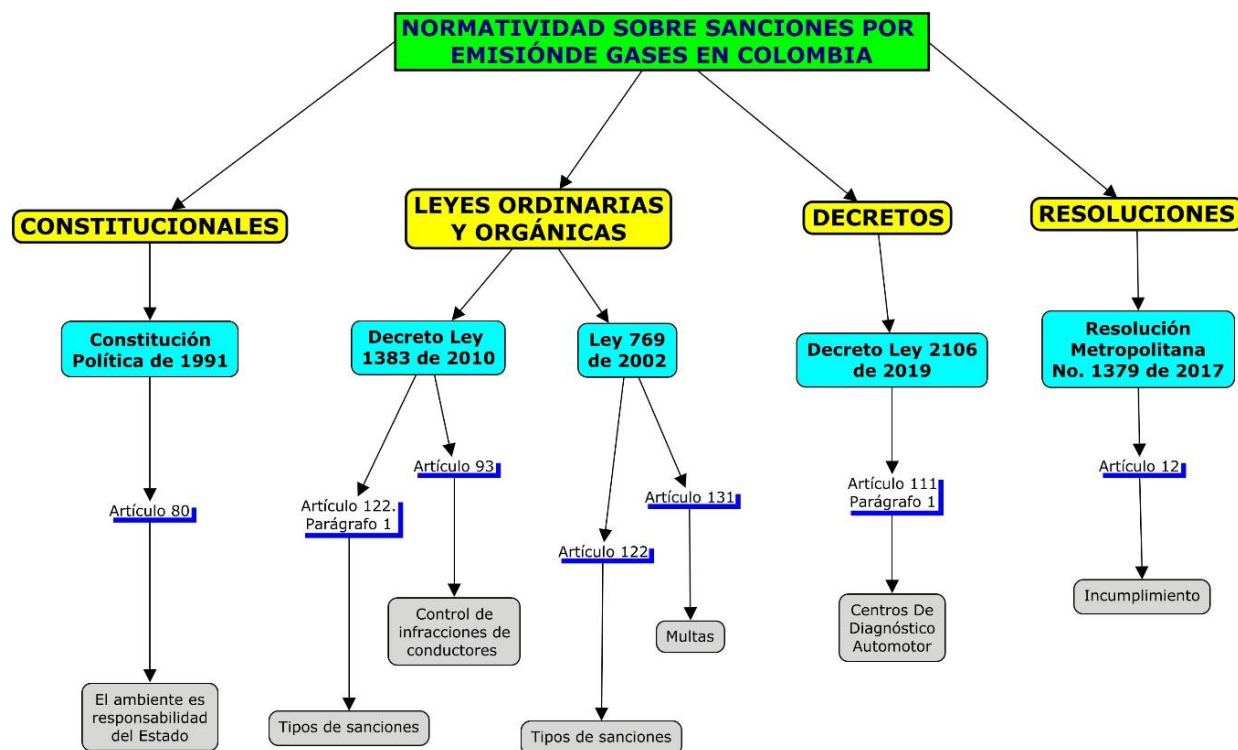 NORMATIVIDAD SOBRE SANCIONES POR
EMISIÓNDE GASES EN COLOMBIA
CONSTITUCIONALES
LEYES ORDINARIAS
Y ORGÁNICAS
DECRETOS
RESOLUCIONES
Constitución
Política de 1991
Decreto Ley
1383 de 2010
Ley 769
de 2002
Decreto Ley 2106
de 2019
Resolución
Metropolitana
No. 1379 de 2017
Artículo 80
Artículo 122.
Parágrafo 1
Artículo 93
Artículo 122
Artículo 131
Artículo 111
Parágrafo 1
Artículo 12
El ambiente es
responsabilidad
del Estado
Tipos de sanciones
Control de
infracciones de
conductores
Tipos de sanciones
Multas
Centros De
Diagnóstico
Automotor
Incumplimiento